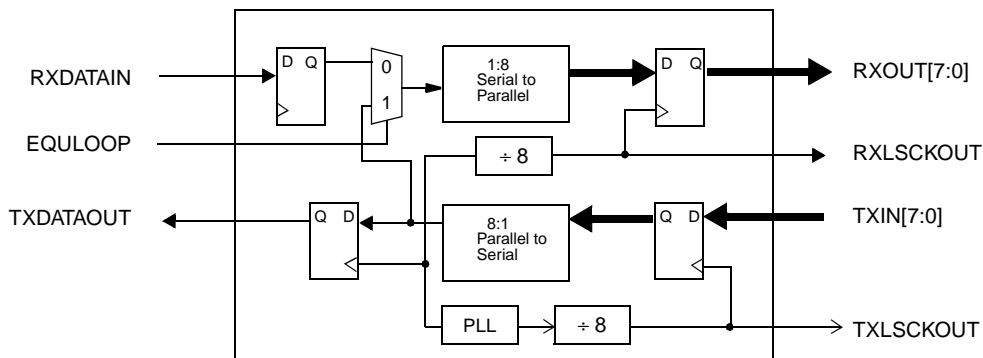 RXDATAIN
D Q
0
1
1:8
Serial to
Parallel
D Q
RXOUT[7:0]
EQULOOP
÷ 8
RXLSCKOUT
TXDATAOUT
Q D
8:1
Parallel to
Serial
Q D
TXIN[7:0]
PLL
÷ 8
TXLSCKOUT